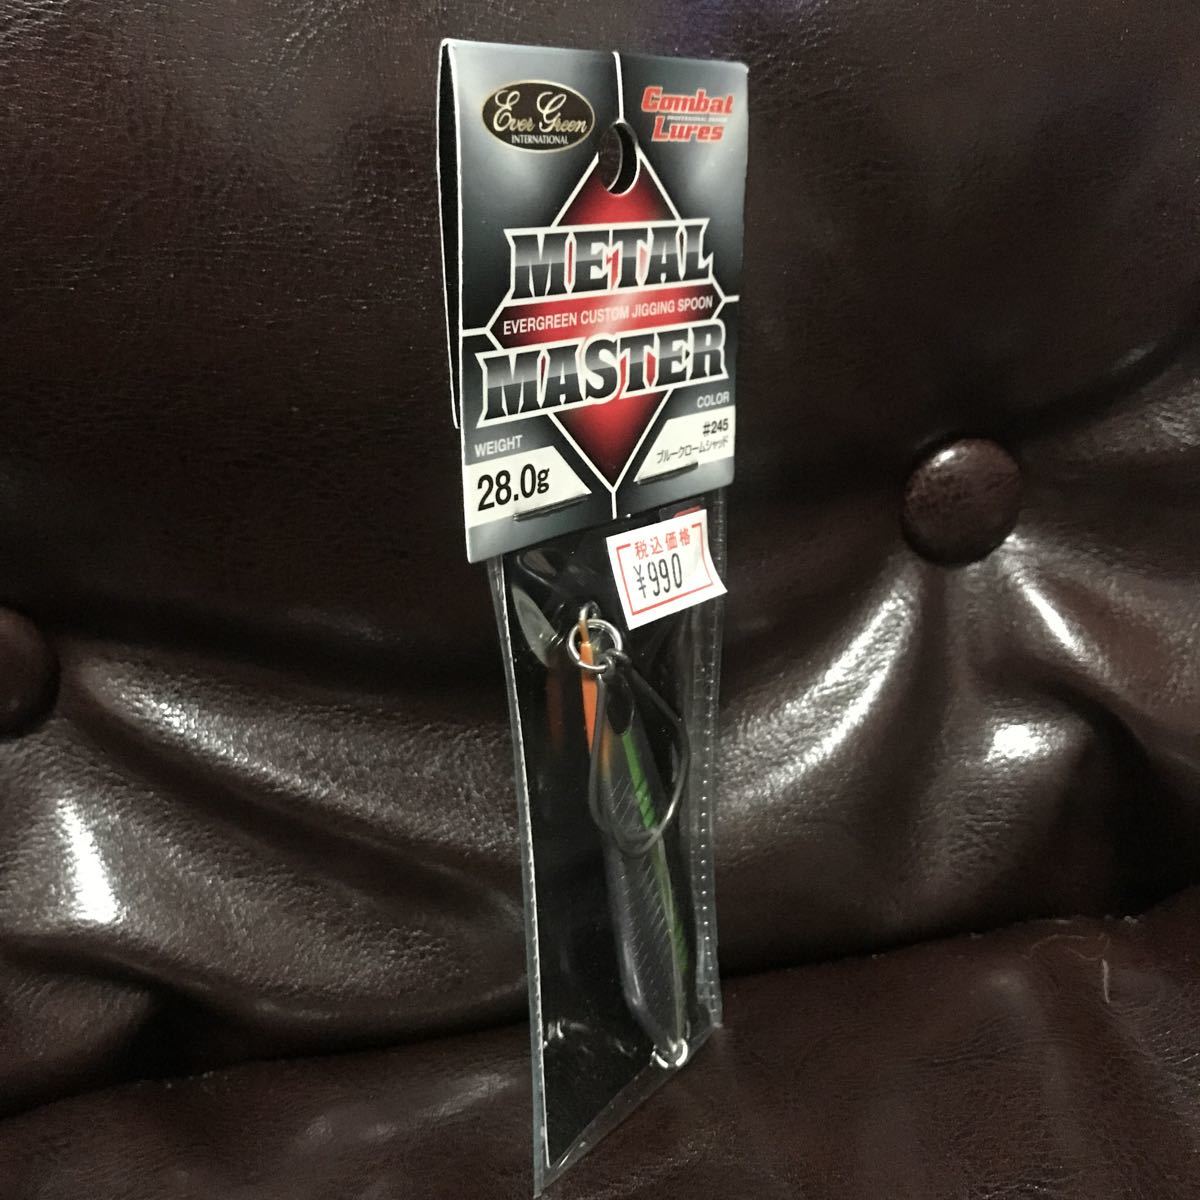 Ever Green
INTERNATIONAL
Combat
PROFESSIONAL DESIGN
Lures
METAL
EVERGREEN CUSTOM JIGGING SPOON
MASTER
WEIGHT
28.0g
COLOR
#245
ブルークロームシャッド
税込価格
¥990